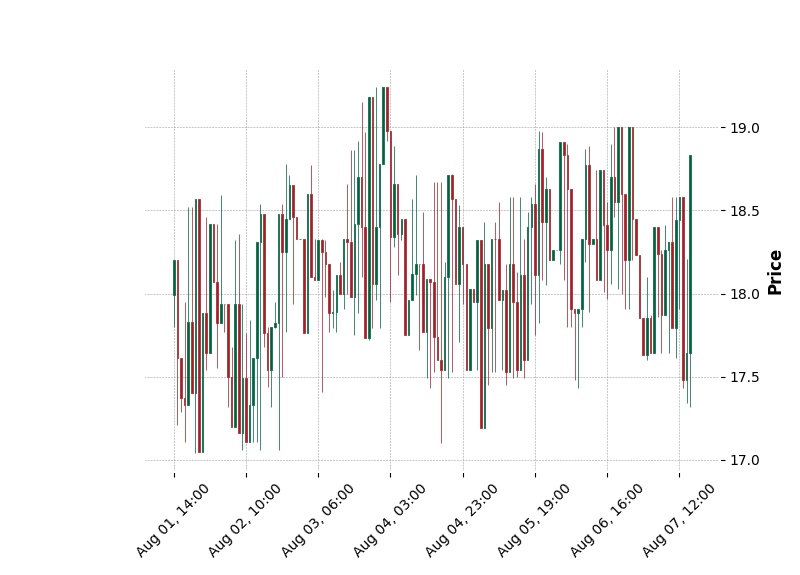 19.0
18.5
18.0
17.5
17.0
Price
Aug 01, 14:00
Aug 02, 10:00
Aug 03, 06:00
Aug 04, 03:00
Aug 04, 23:00
Aug 05, 19:00
Aug 06, 16:00
Aug 07, 12:00